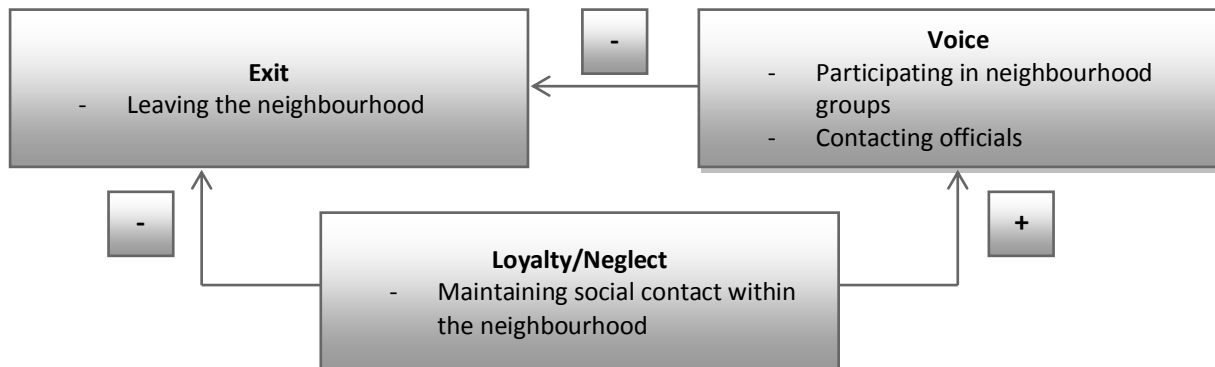 Exit
- Leaving the neighbourhood
-
Voice
- Participating in neighbourhood
groups
- Contacting officials
-
Loyalty/Neglect
- Maintaining social contact within
the neighbourhood
+